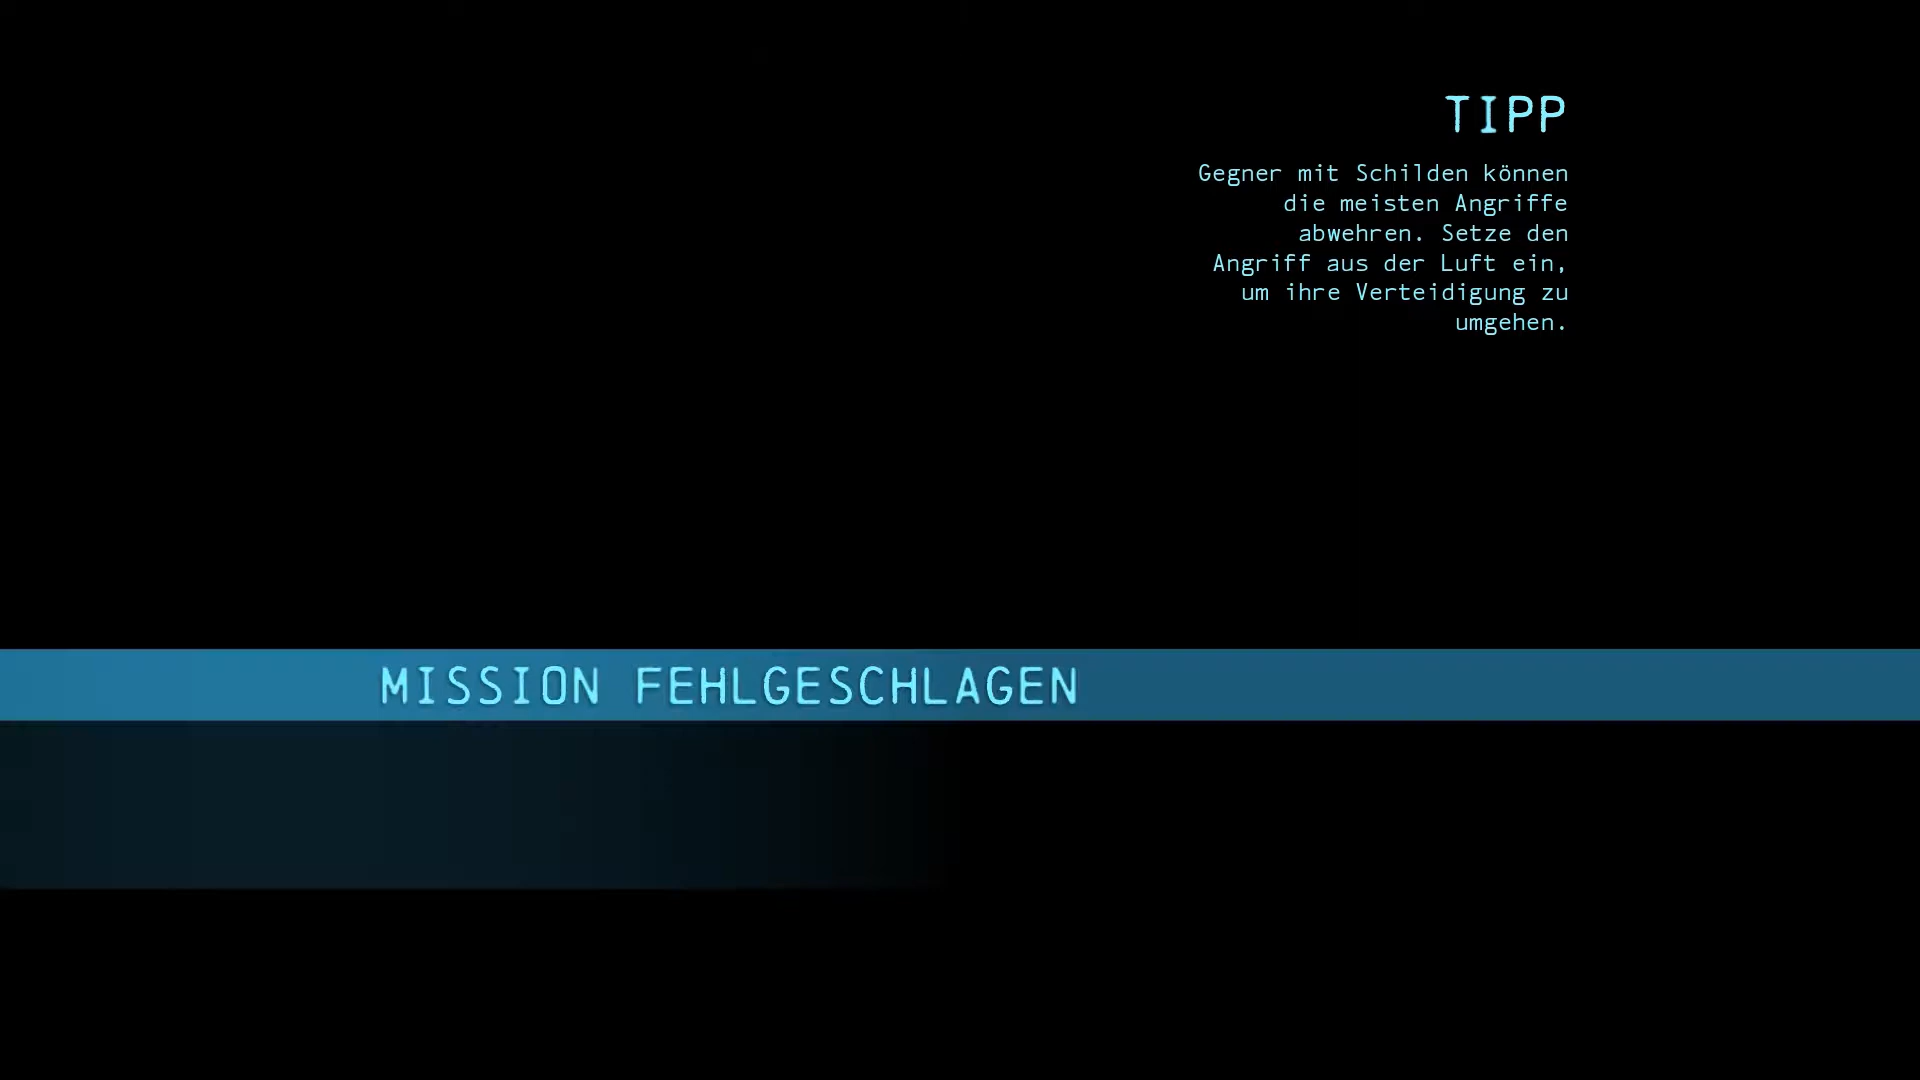 TIPP
Gegner mit Schilden können
die meisten Angriffe
abwehren. Setze den
Angriff aus der Luft ein,
um ihre Verteidigung zu
umgehen.
MISSION FEHLGESCHLAGEN